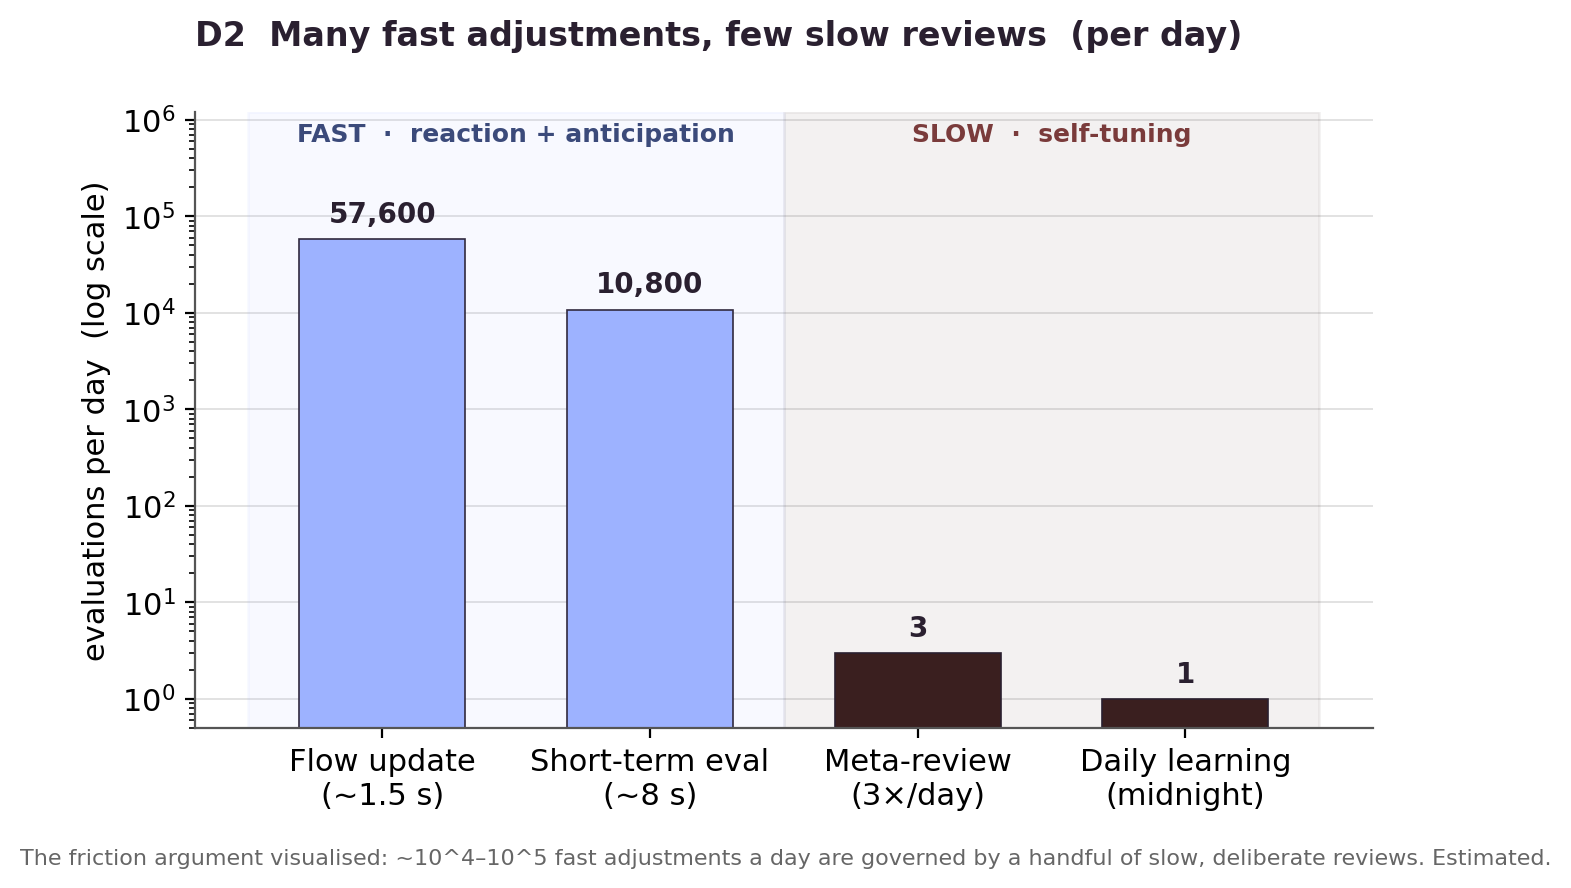 D2  Many fast adjustments, few slow reviews  (per day)
FAST · reaction + anticipation
SLOW · self-tuning
evaluations per day  (log scale)
10^6
10^5
10^4
10^3
10^2
10^1
10^0
57,600
10,800
3
1
Flow update
(~1.5 s)
Short-term eval
(~8 s)
Meta-review
(3×/day)
Daily learning
(midnight)
The friction argument visualised: ~10^4–10^5 fast adjustments a day are governed by a handful of slow, deliberate reviews. Estimated.